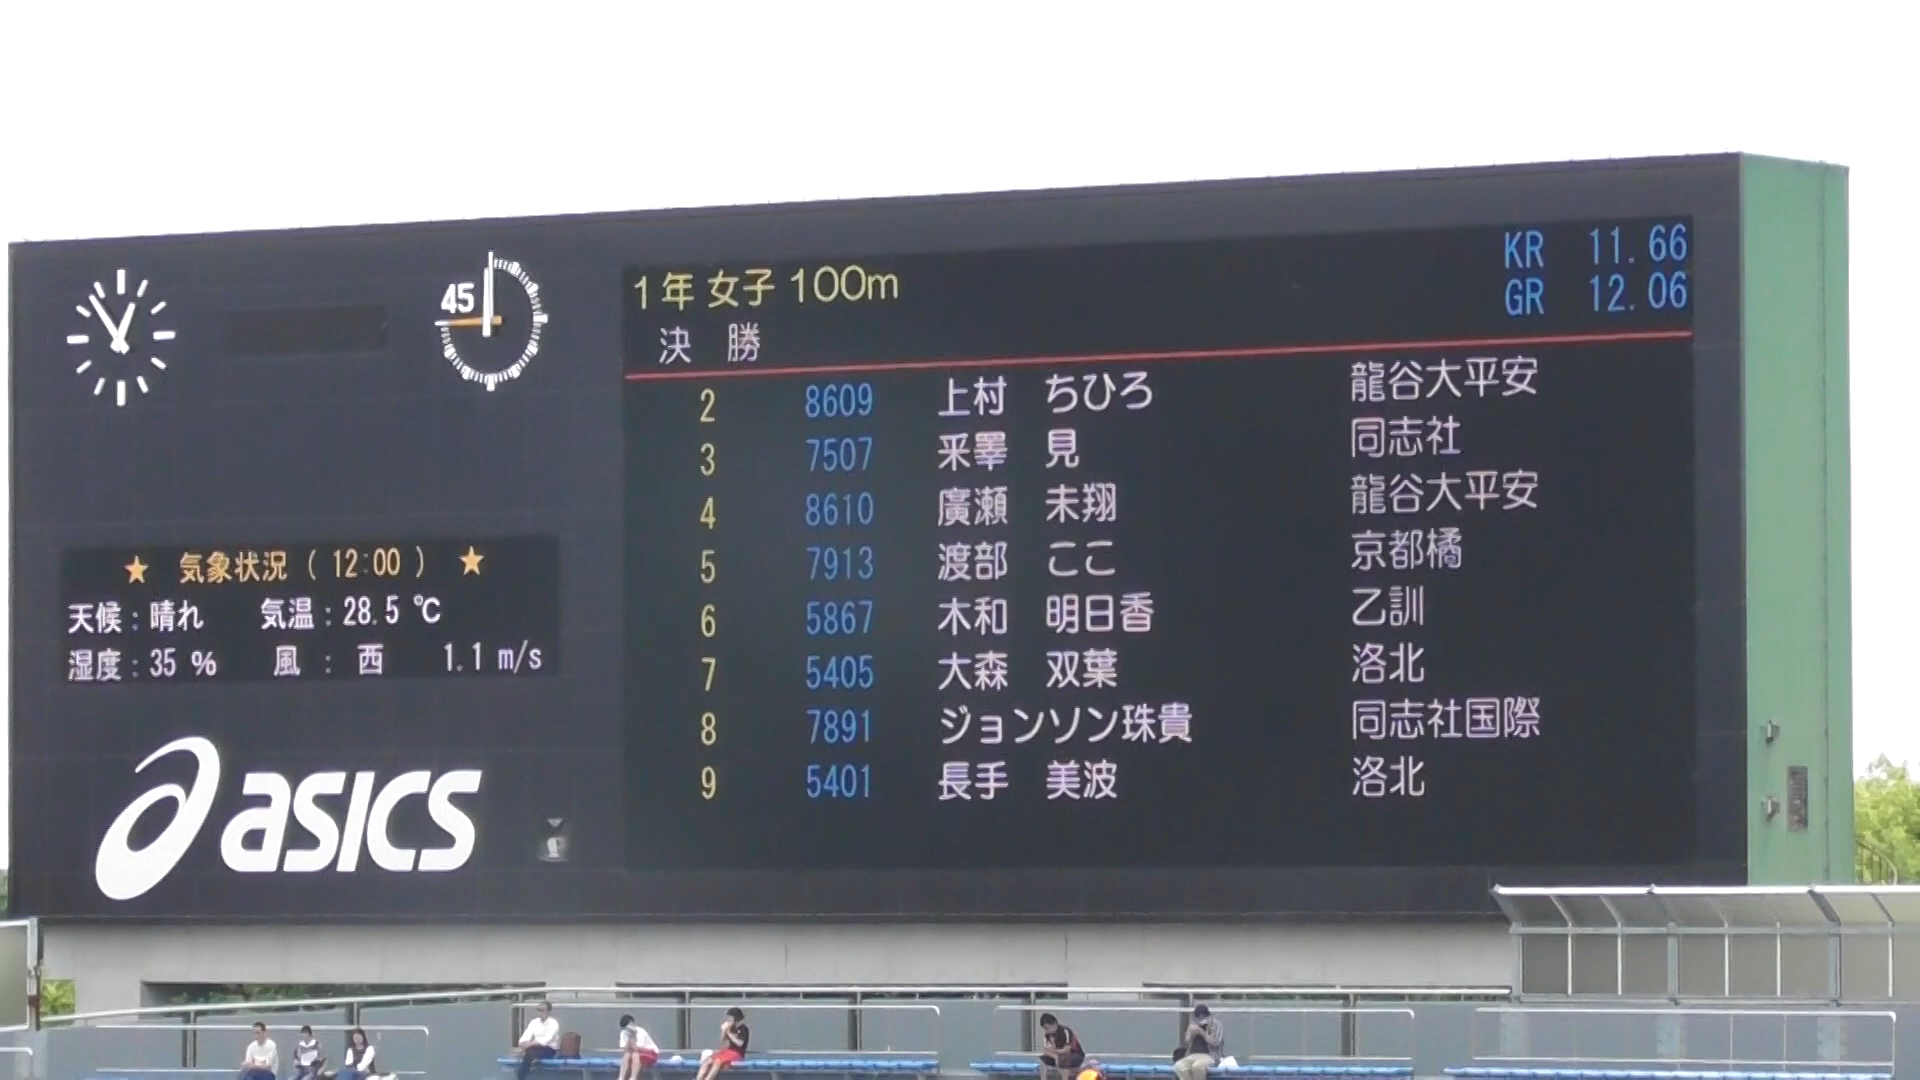 45
1年 女子 100m
KR 11.66
GR 12.06
決 勝
2 8609 上村 ちひろ 龍谷大平安
3 7507 釆睪 見 同志社
4 8610 廣瀬 未翔 龍谷大平安
5 7913 渡部 ここ 京都橘
6 5867 木和 明日香 乙訓
7 5405 大森 双葉 洛北
8 7891 ジョンソン珠貴 同志社国際
9 5401 長手 美波 洛北
★ 気象状況 ( 12:00 ) ★
天候 : 晴れ 気温 : 28.5 ℃
湿度 : 35 % 風 : 西 1.1 m/s
asics